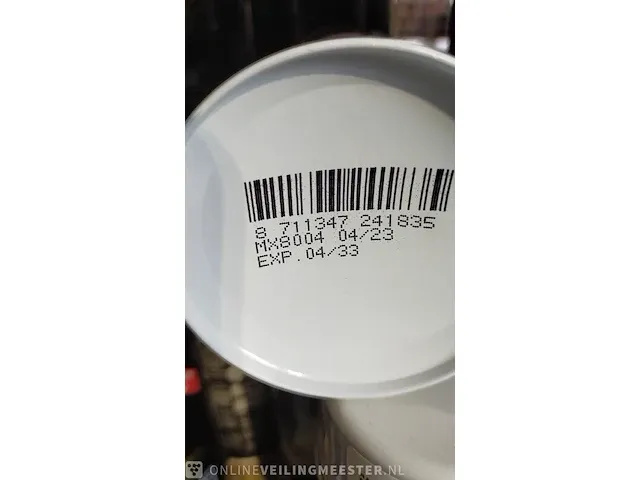 8 711347 241835
MX8004 04/23
EXP.04/33
ONLINEVEILINGMEESTER.NL